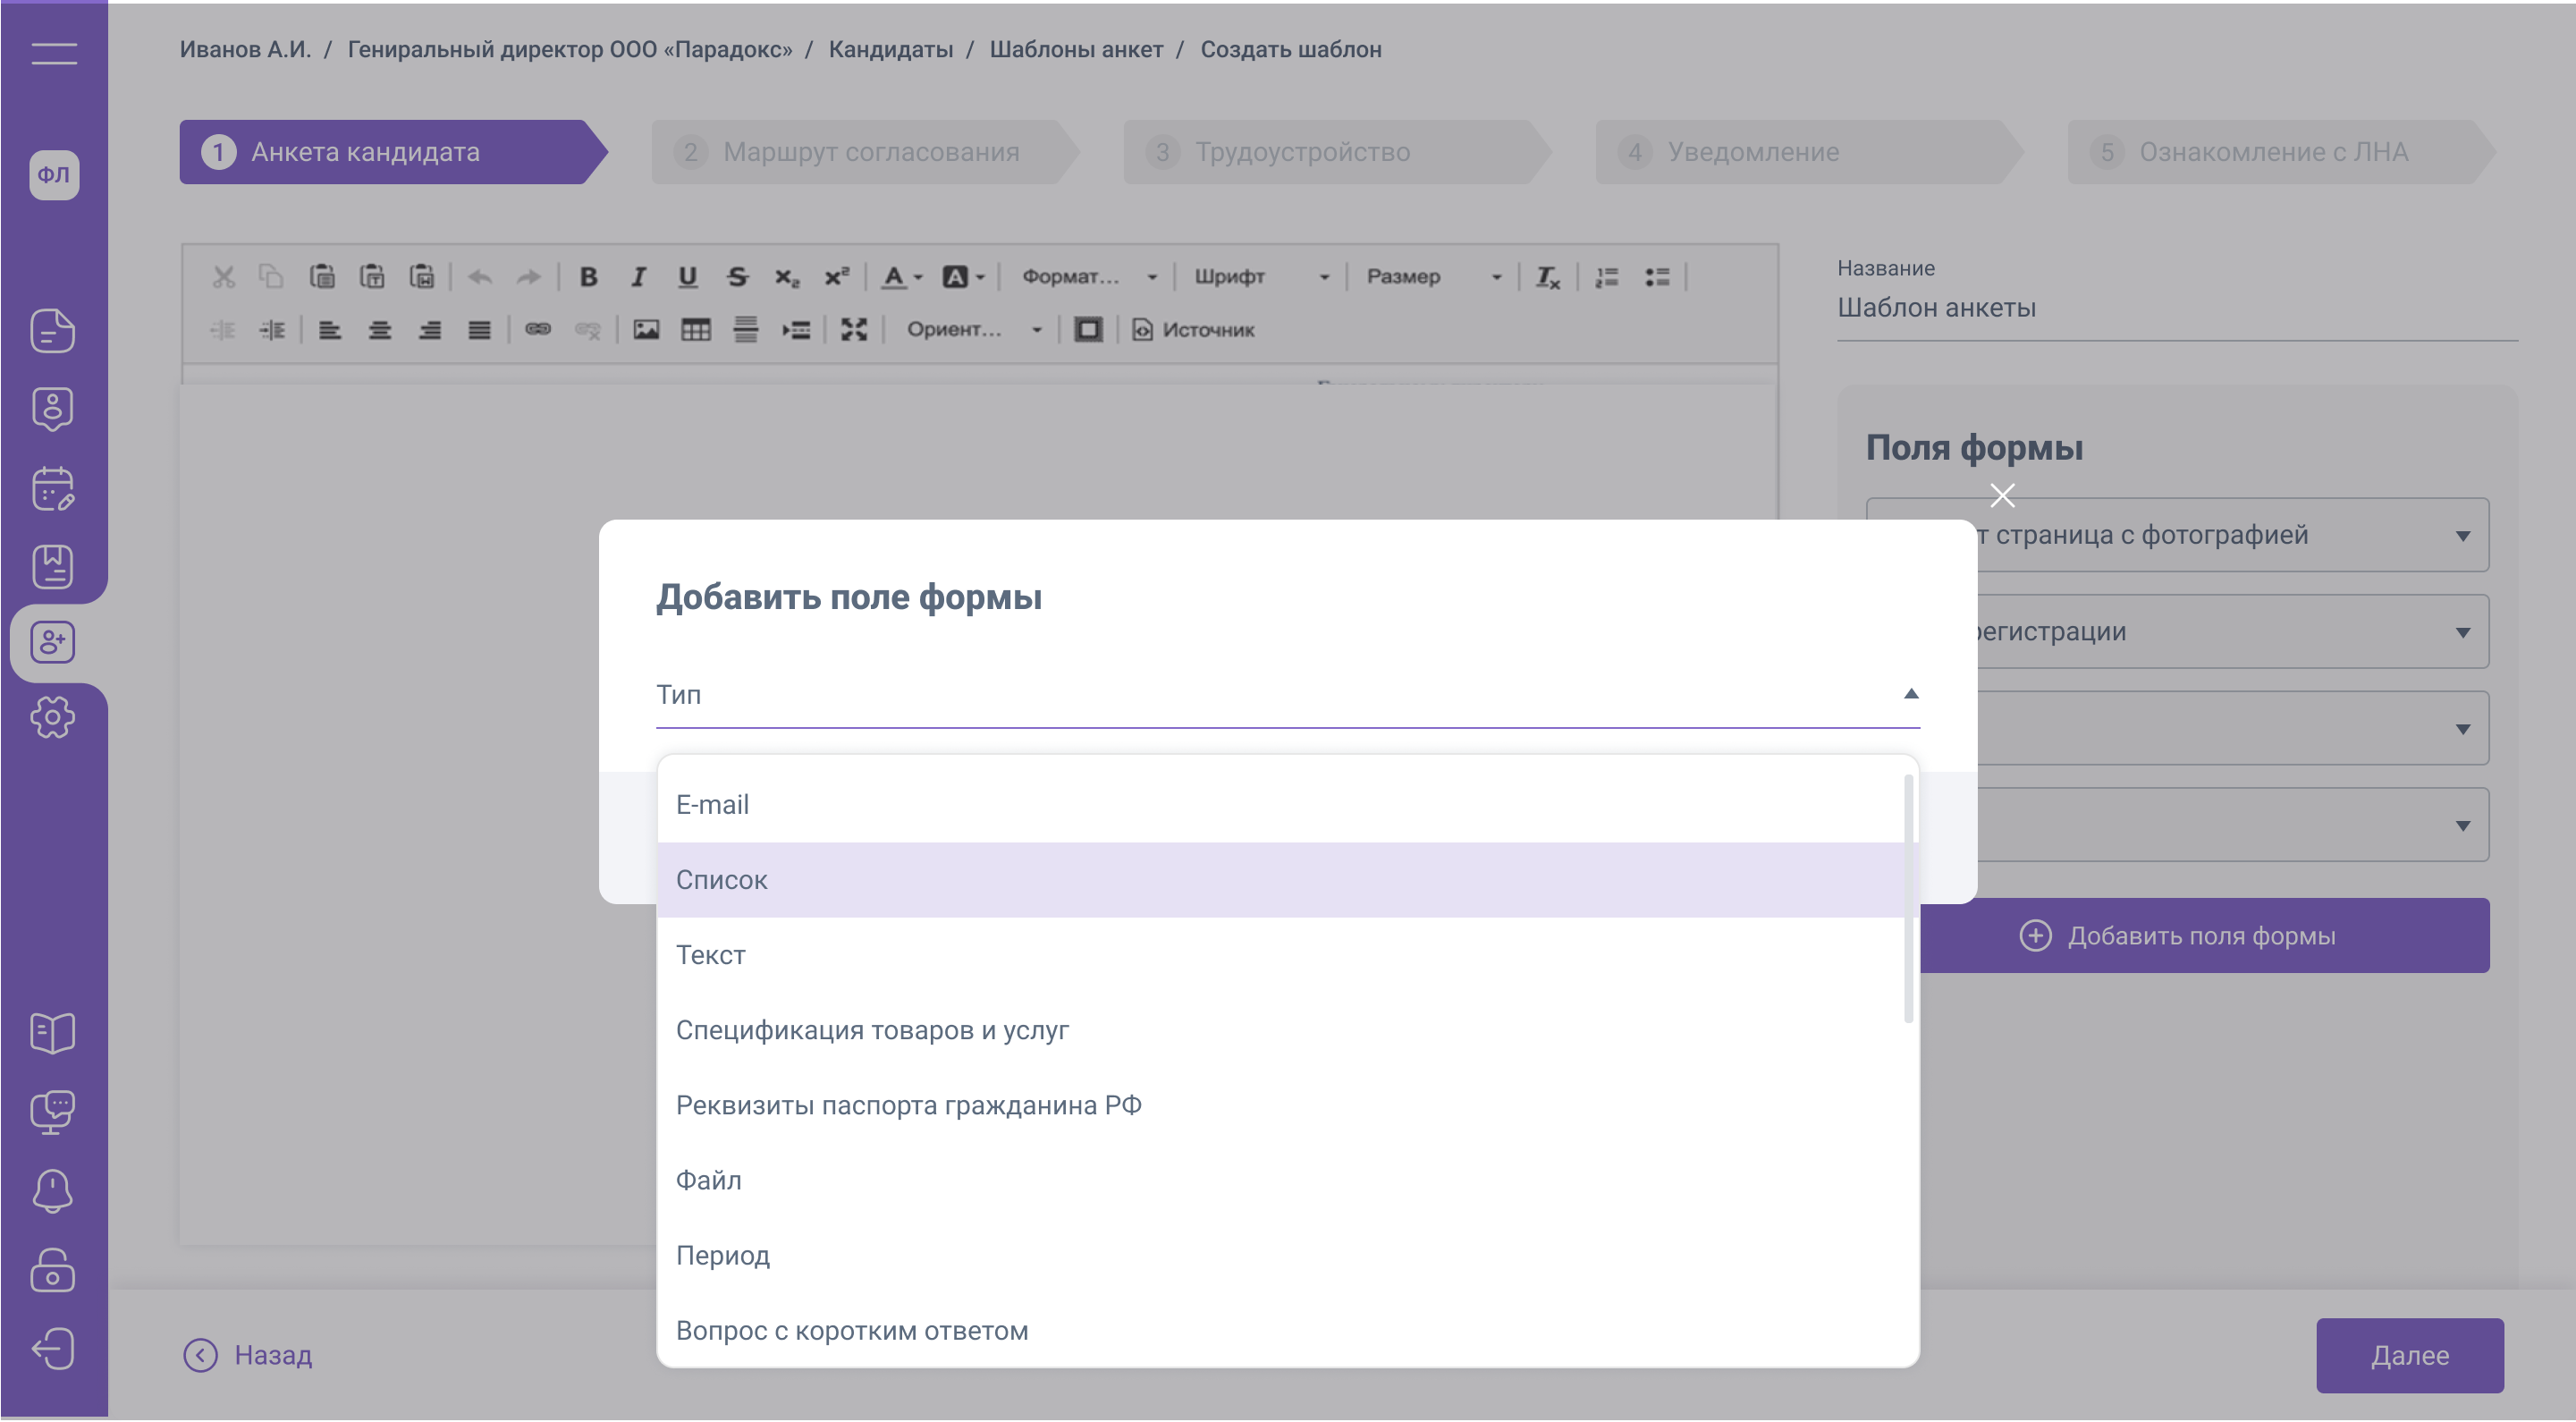 Иванов А.И. / Гениральный директор ООО «Парадокс» / Кандидаты / Шаблоны анкет / Создать шаблон
ФЛ
1 Анкета кандидата
2 Маршрут согласования
3 Трудоустройство
4 Уведомление
5 Ознакомление с ЛНА
Формат...
Шрифт
Размер
Ориент...
Источник
Название
Шаблон анкеты
Поля формы
т страница с фотографией
регистрации
Добавить поля формы
Добавить поле формы
Тип
E-mail
Список
Текст
Спецификация товаров и услуг
Реквизиты паспорта гражданина РФ
Файл
Период
Вопрос с коротким ответом
Назад
Далее